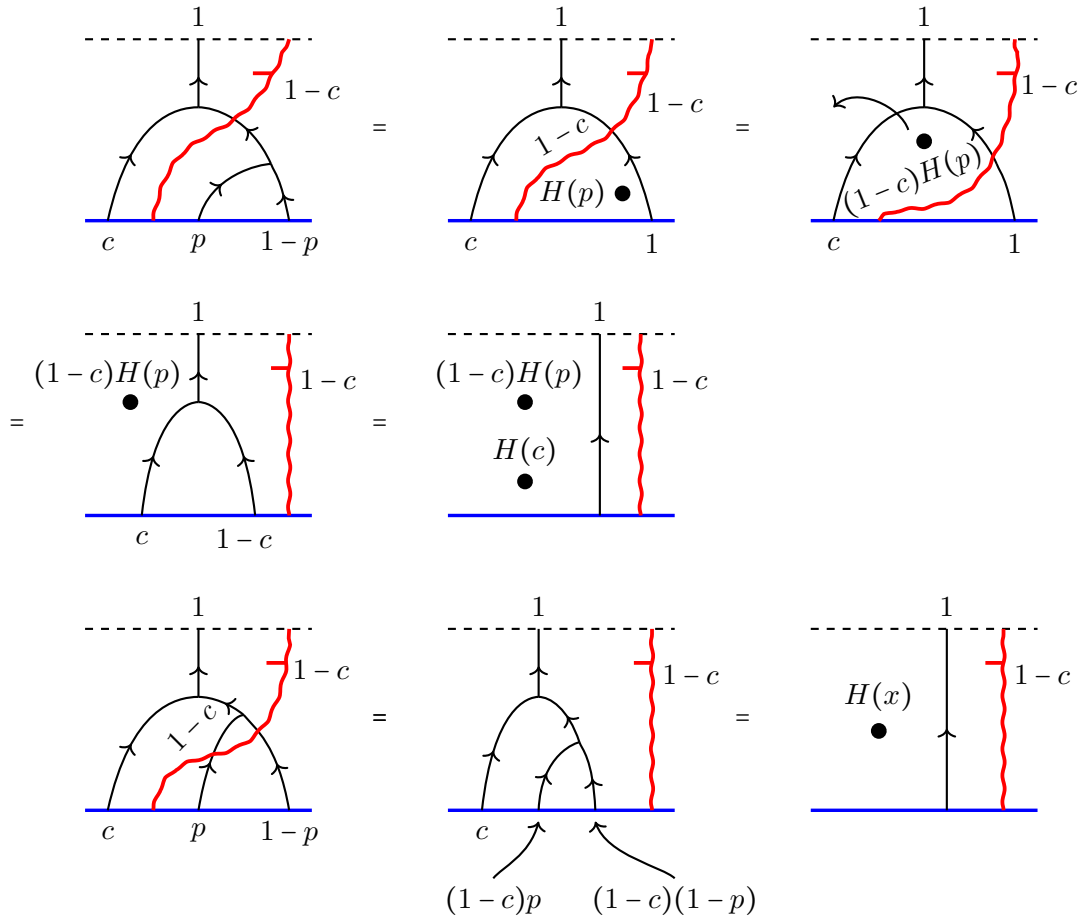 1 1 1
1 − c 1 − c 1 − c
= 1 − c =
H(p) (1 − c)H(p)
c p 1 − p 1 c 1
c
1 1
(1 − c)H(p) 1 − c (1 − c)H(p) 1 − c
= = H(c)
c 1 − c
1 1 1
1 − c 1 − c 1 − c
1 − c = = H(x)
c p 1 − p c
(1 − c)p (1 − c)(1 − p)